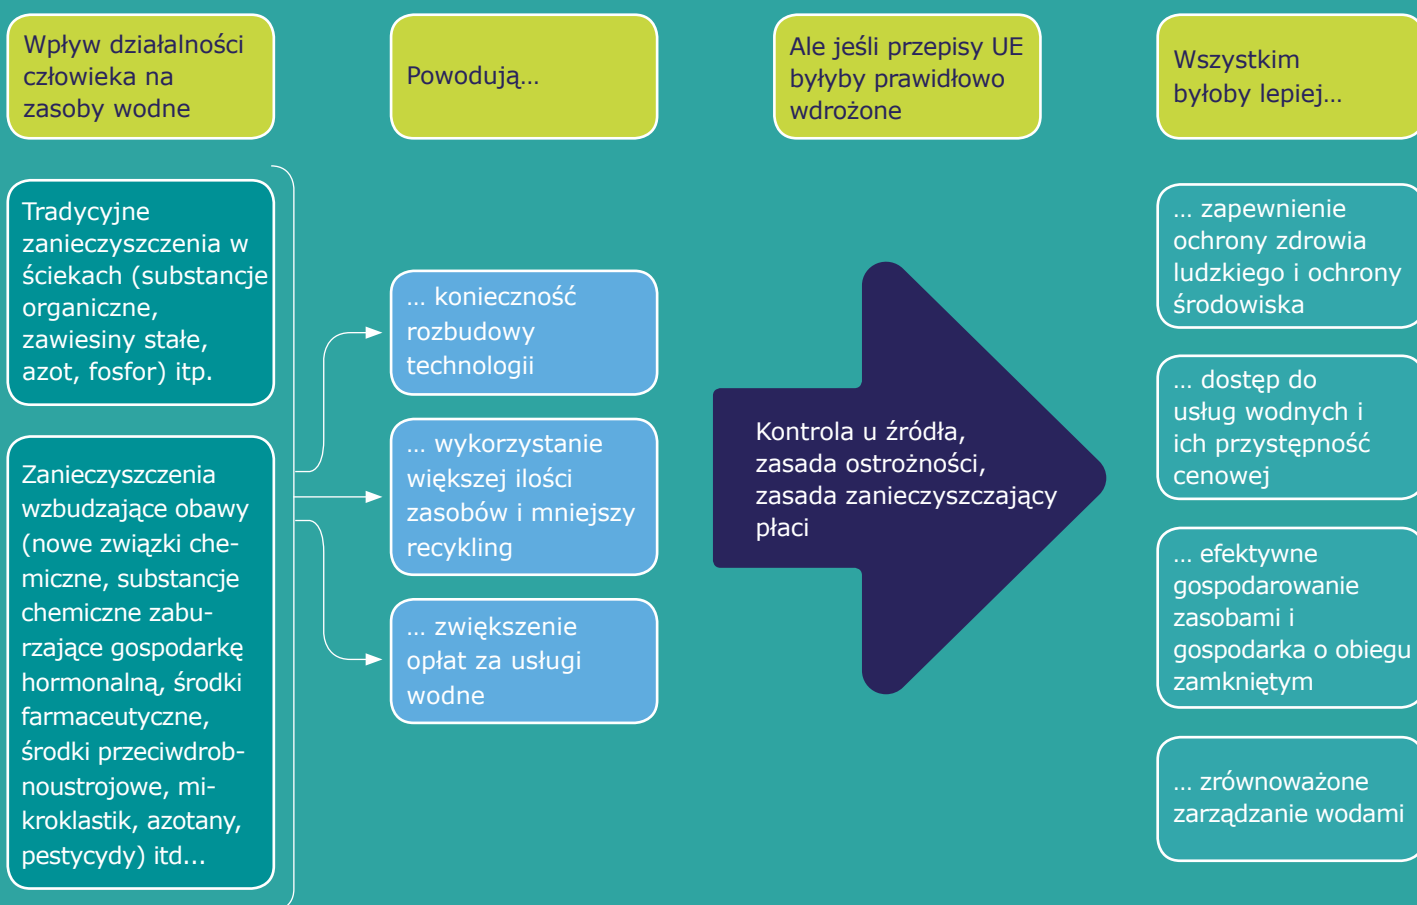 Wpływ działalności
człowieka na
zasoby wodne
Powodują…
Ale jeśli przepisy UE
byłyby prawidłowo
wdrożone
Wszystkim
byłoby lepiej…
Tradycyjne
zanieczyszczenia w
ściekach (substancje
organiczne,
zawiesiny stałe,
azot, fosfor) itp.
Zanieczyszczenia
wzbudzające obawy
(nowe związki che-
miczne, substancje
chemiczne zabu-
rzające gospodarkę
hormonalną, środki
farmaceutyczne,
środki przeciwdrob-
noustrojowe, mi-
kroklastik, azotany,
pestycydy) itd…
… konieczność
rozbudowy
technologii
… wykorzystanie
większej ilości
zasobów i mniejszy
recykling
… zwiększenie
opłat za usługi
wodne
Kontrola u źródła,
zasada ostrożności,
zasada zanieczyszczający
płaci
… zapewnienie
ochrony zdrowia
ludzkiego i ochrony
środowiska
… dostęp do
usług wodnych i
ich przystępność
cenowej
… efektywne
gospodarowanie
zasobami i
gospodarka o obiegu
zamkniętym
… zrównoważone
zarządzanie wodami